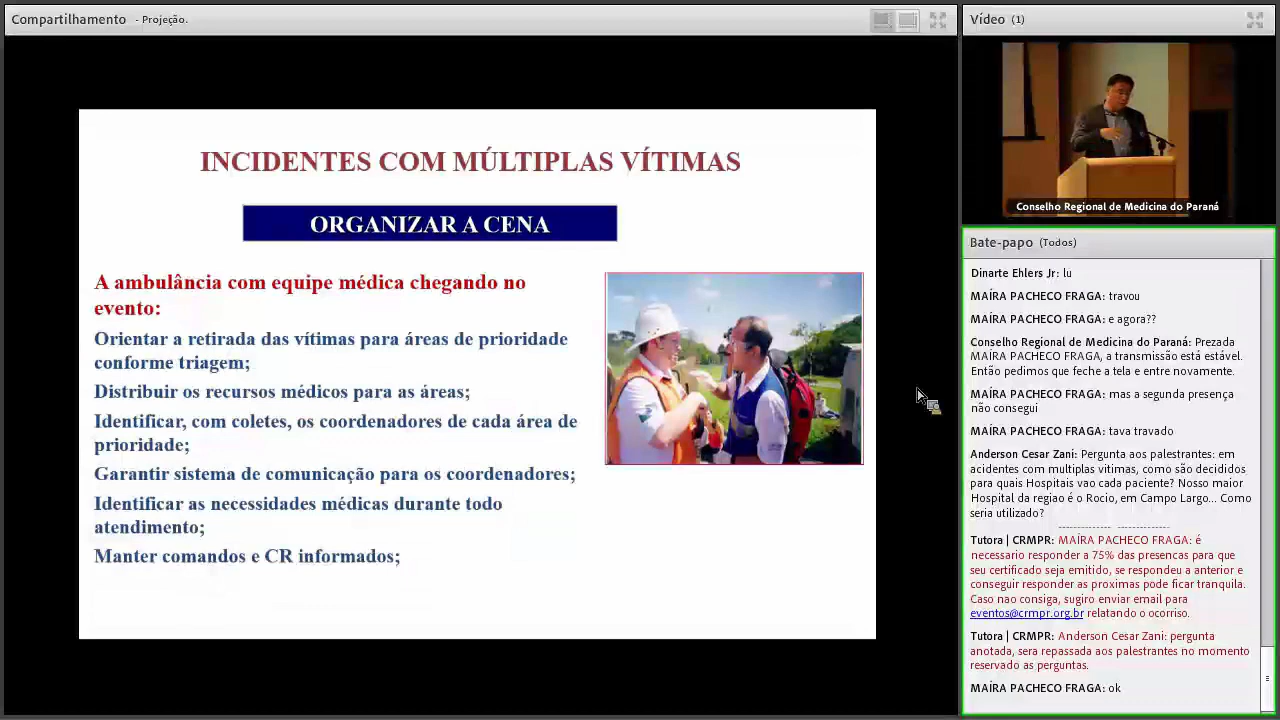 Compartilhamento - Projeção.
INCIDENTES COM MÚLTIPLAS VÍTIMAS
ORGANIZAR A CENA
A ambulância com equipe médica chegando no
evento:
Orientar a retirada das vítimas para áreas de prioridade
conforme triagem;
Distribuir os recursos médicos para as áreas;
Identificar, com coletes, os coordenadores de cada área de
prioridade;
Garantir sistema de comunicação para os coordenadores;
Identificar as necessidades médicas durante todo
atendimento;
Manter comandos e CR informados;
Vídeo (1)
Conselho Regional de Medicina do Paraná
Bate-papo (Todos)
Dinarte Ehlers Jr: lu
MAÍRA PACHECO FRAGA: travou
MAÍRA PACHECO FRAGA: e agora??
Conselho Regional de Medicina do Paraná: Prezada
MAÍRA PACHECO FRAGA, a transmissão está estável.
Então pedimos que feche a tela e entre novamente.
MAÍRA PACHECO FRAGA: mas a segunda presença
não consegui
MAÍRA PACHECO FRAGA: tava travado
Anderson Cesar Zani: Pergunta aos palestrantes: em
acidentes com multiplas vitimas, como são decididos
para quais Hospitais vao cada paciente? Nosso maior
Hospital da regiao é o Rocio, em Campo Largo... Como
seria utilizado?
Tutora | CRMPR: MAÍRA PACHECO FRAGA: é
necessario responder a 75% das presencas para que
seu certificado seja emitido, se respondeu a anterior e
conseguir responder as proximas pode ficar tranquila.
Caso nao consiga, sugiro enviar email para
eventos@crmpr.org.br relatando o ocorriso.
Tutora | CRMPR: Anderson Cesar Zani: pergunta
anotada, sera repassada aos palestrantes no momento
reservado as perguntas.
MAÍRA PACHECO FRAGA: ok